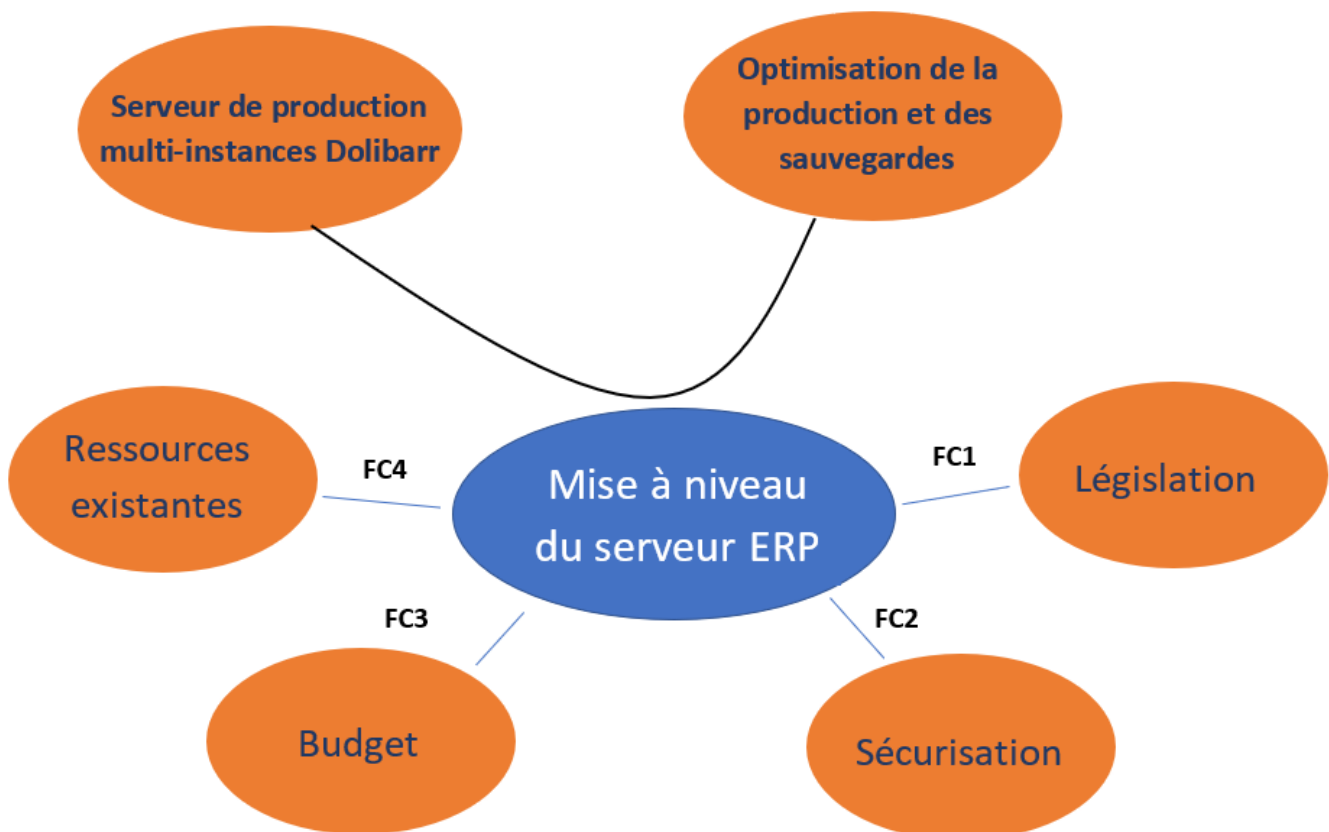 Serveur de production
multi-instances Dolibarr
Optimisation de la
production et des
sauvegardes
Ressources
existantes
FC4
Mise à niveau
du serveur ERP
FC1
Législation
FC3
FC2
Budget
Sécurisation